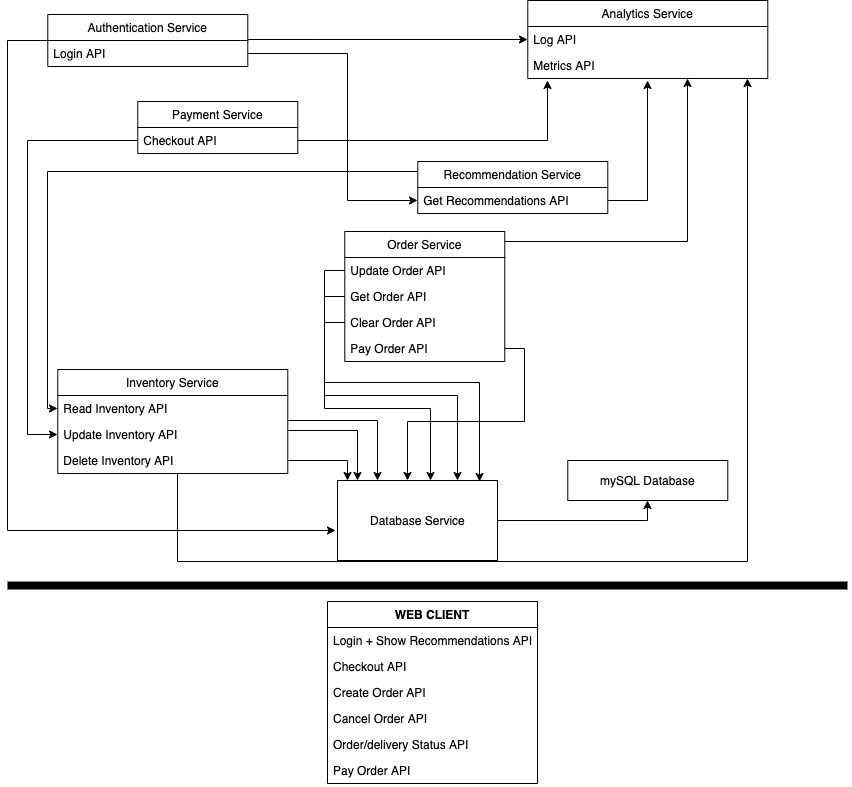 Authentication Service
Login API
Analytics Service
Log API
Metrics API
Payment Service
Checkout API
Recommendation Service
Get Recommendations API
Order Service
Update Order API
Get Order API
Clear Order API
Pay Order API
Inventory Service
Read Inventory API
Update Inventory API
Delete Inventory API
mySQL Database
Database Service
WEB CLIENT
Login + Show Recommendations API
Checkout API
Create Order API
Cancel Order API
Order/delivery Status API
Pay Order API